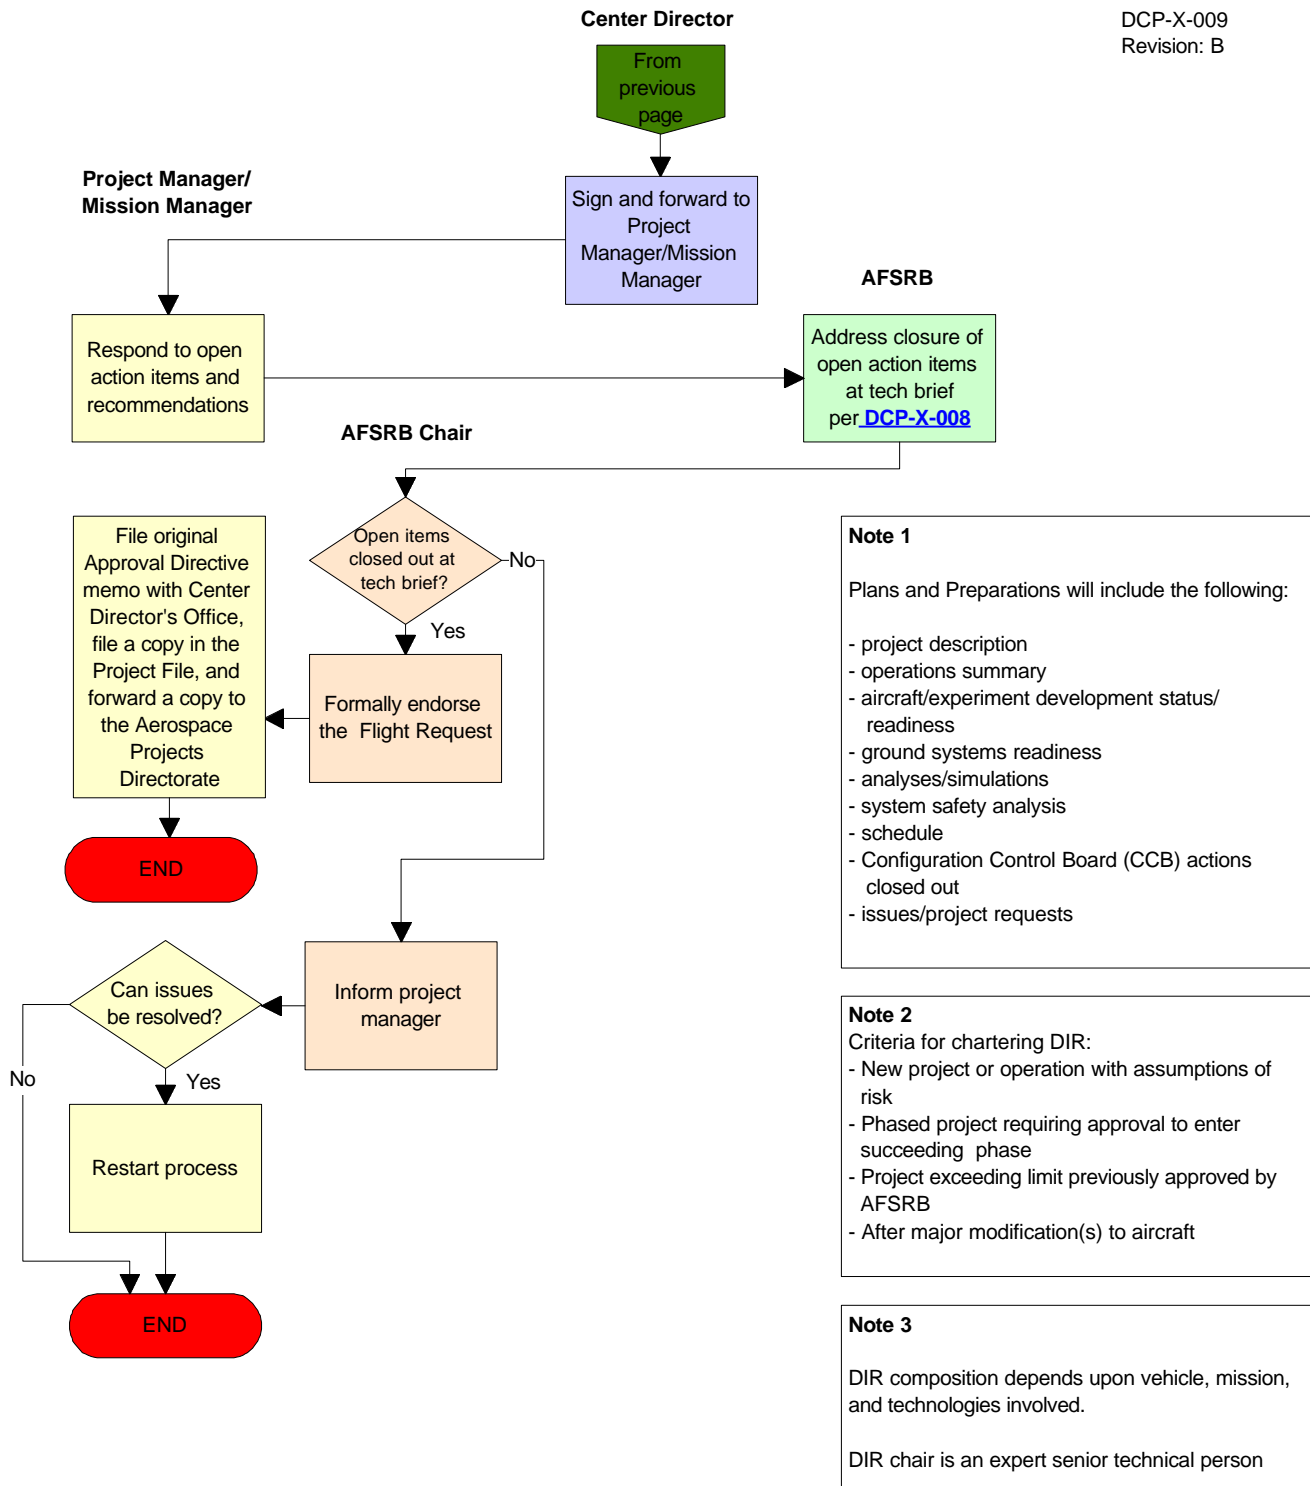 Center Director
DCP-X-009
Revision: B
From
previous
page
Project Manager/
Mission Manager
Sign and forward to
Project
Manager/Mission
Manager
AFSRB
Respond to open
action items and
recommendations
Address closure of
open action items
at tech brief
per DCP-X-008
AFSRB Chair
Open items
closed out at
tech brief?
No
Yes
File original
Approval Directive
memo with Center
Director's Office,
file a copy in the
Project File, and
forward a copy to
the Aerospace
Projects
Directorate
Formally endorse
the Flight Request
END
Inform project
manager
Can issues
be resolved?
No
Yes
Restart process
END
Note 1
Plans and Preparations will include the following:
- project description
- operations summary
- aircraft/experiment development status/
readiness
- ground systems readiness
- analyses/simulations
- system safety analysis
- schedule
- Configuration Control Board (CCB) actions
closed out
- issues/project requests
Note 2
Criteria for chartering DIR:
- New project or operation with assumptions of
risk
- Phased project requiring approval to enter
succeeding phase
- Project exceeding limit previously approved by
AFSRB
- After major modification(s) to aircraft
Note 3
DIR composition depends upon vehicle, mission,
and technologies involved.
DIR chair is an expert senior technical person